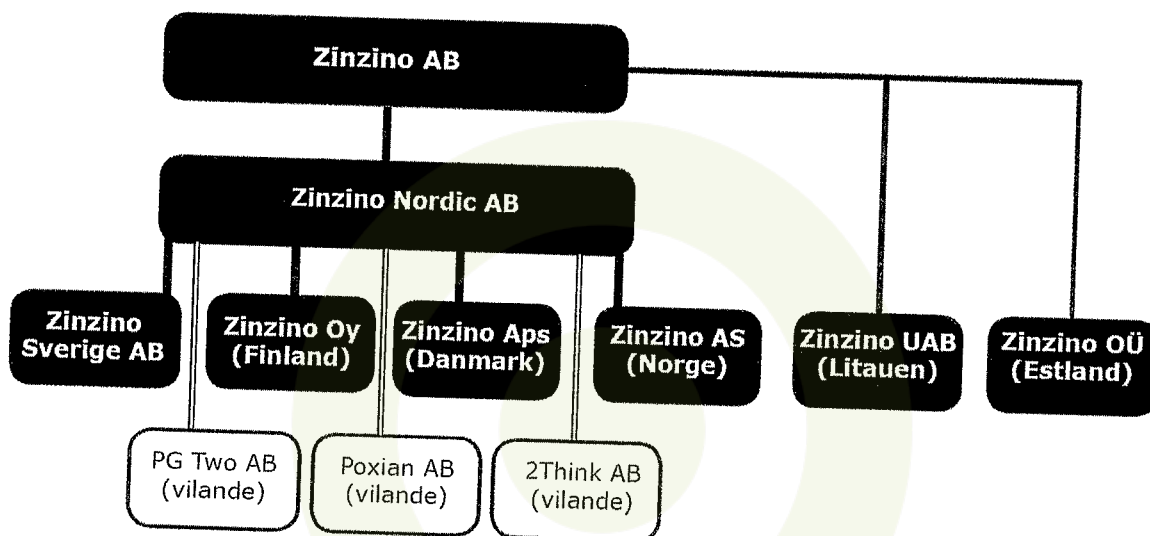 Zinzino AB
Zinzino Nordic AB
Zinzino
Sverige AB
Zinzino Oy
(Finland)
Zinzino Aps
(Danmark)
Zinzino AS
(Norge)
Zinzino UAB
(Litauen)
Zinzino OÜ
(Estland)
PG Two AB
(vilande)
Poxian AB
(vilande)
2Think AB
(vilande)